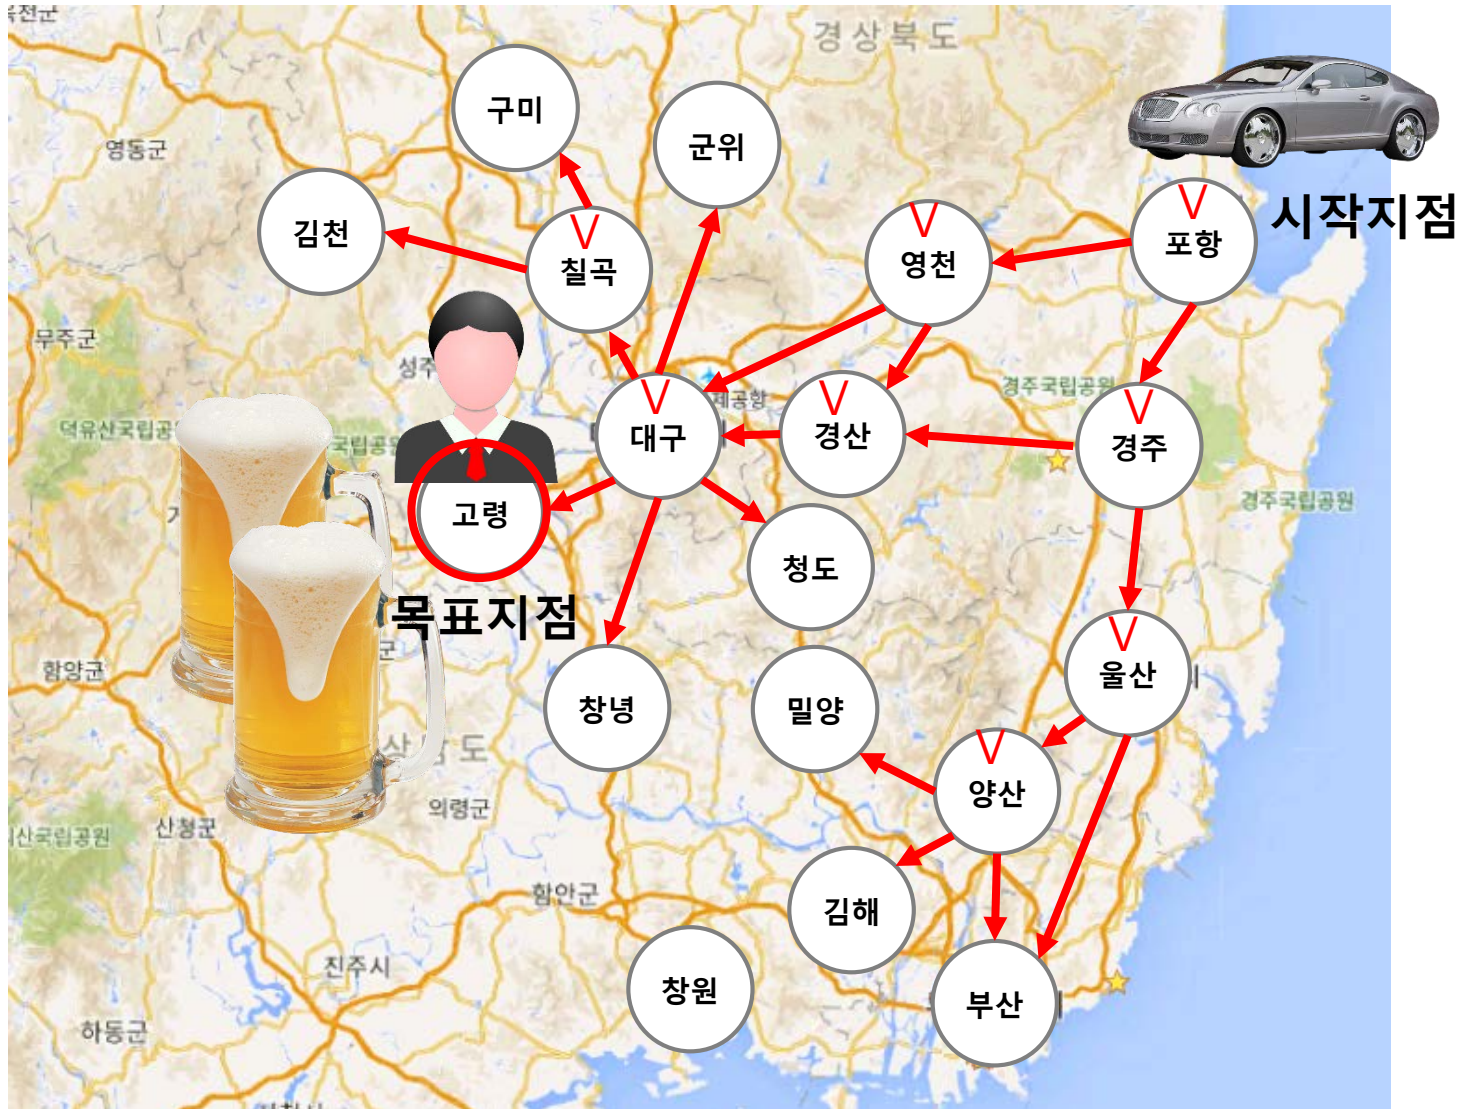 경상북도
영동군
구미
군위
김천
V
칠곡
V
영천
V
포항
시작지점
무주군
경주국립공원
V
대구
V
경산
V
경주
고령
경주국립공원
청도
목표지점
함양군
창녕
밀양
V
울산
V
양산
의령군
산청군
함안군
김해
진주시
창원
부산
하동군